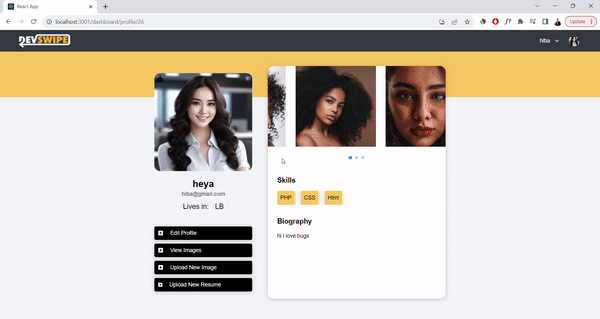 React App
localhost:3001/dashboard/profile/26
Update
DEVSWIPE
hiba
heya
hiba@gmail.com
Lives in: LB
Edit Profile
View Images
Upload New Image
Upload New Resume
Skills
PHP CSS Html
Biography
hi i love bugs